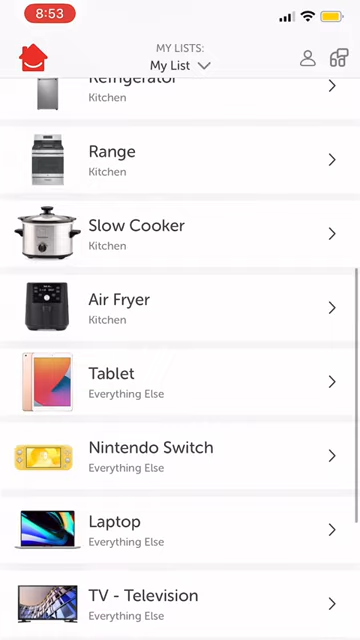 8:53
MY LISTS:
My List
Refrigerator
Kitchen
Range
Kitchen
Slow Cooker
Kitchen
Air Fryer
Kitchen
Tablet
Everything Else
Nintendo Switch
Everything Else
Laptop
Everything Else
TV - Television
Everything Else